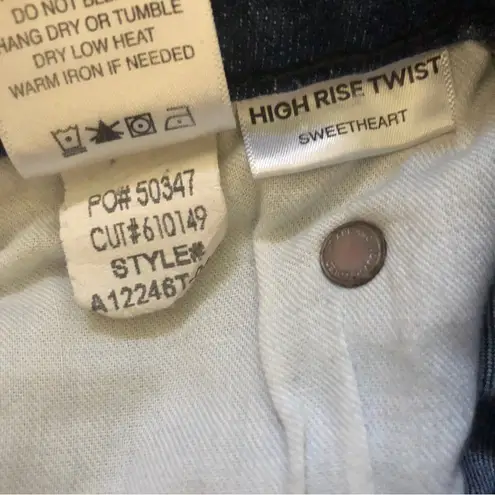 DO NOT
HANG DRY OR TUMBLE
DRY LOW HEAT
WARM IRON IF NEEDED
HIGH RISE TWIST
SWEETHEART
PO# 50347
CUT#610149
STYLE#
A12246T